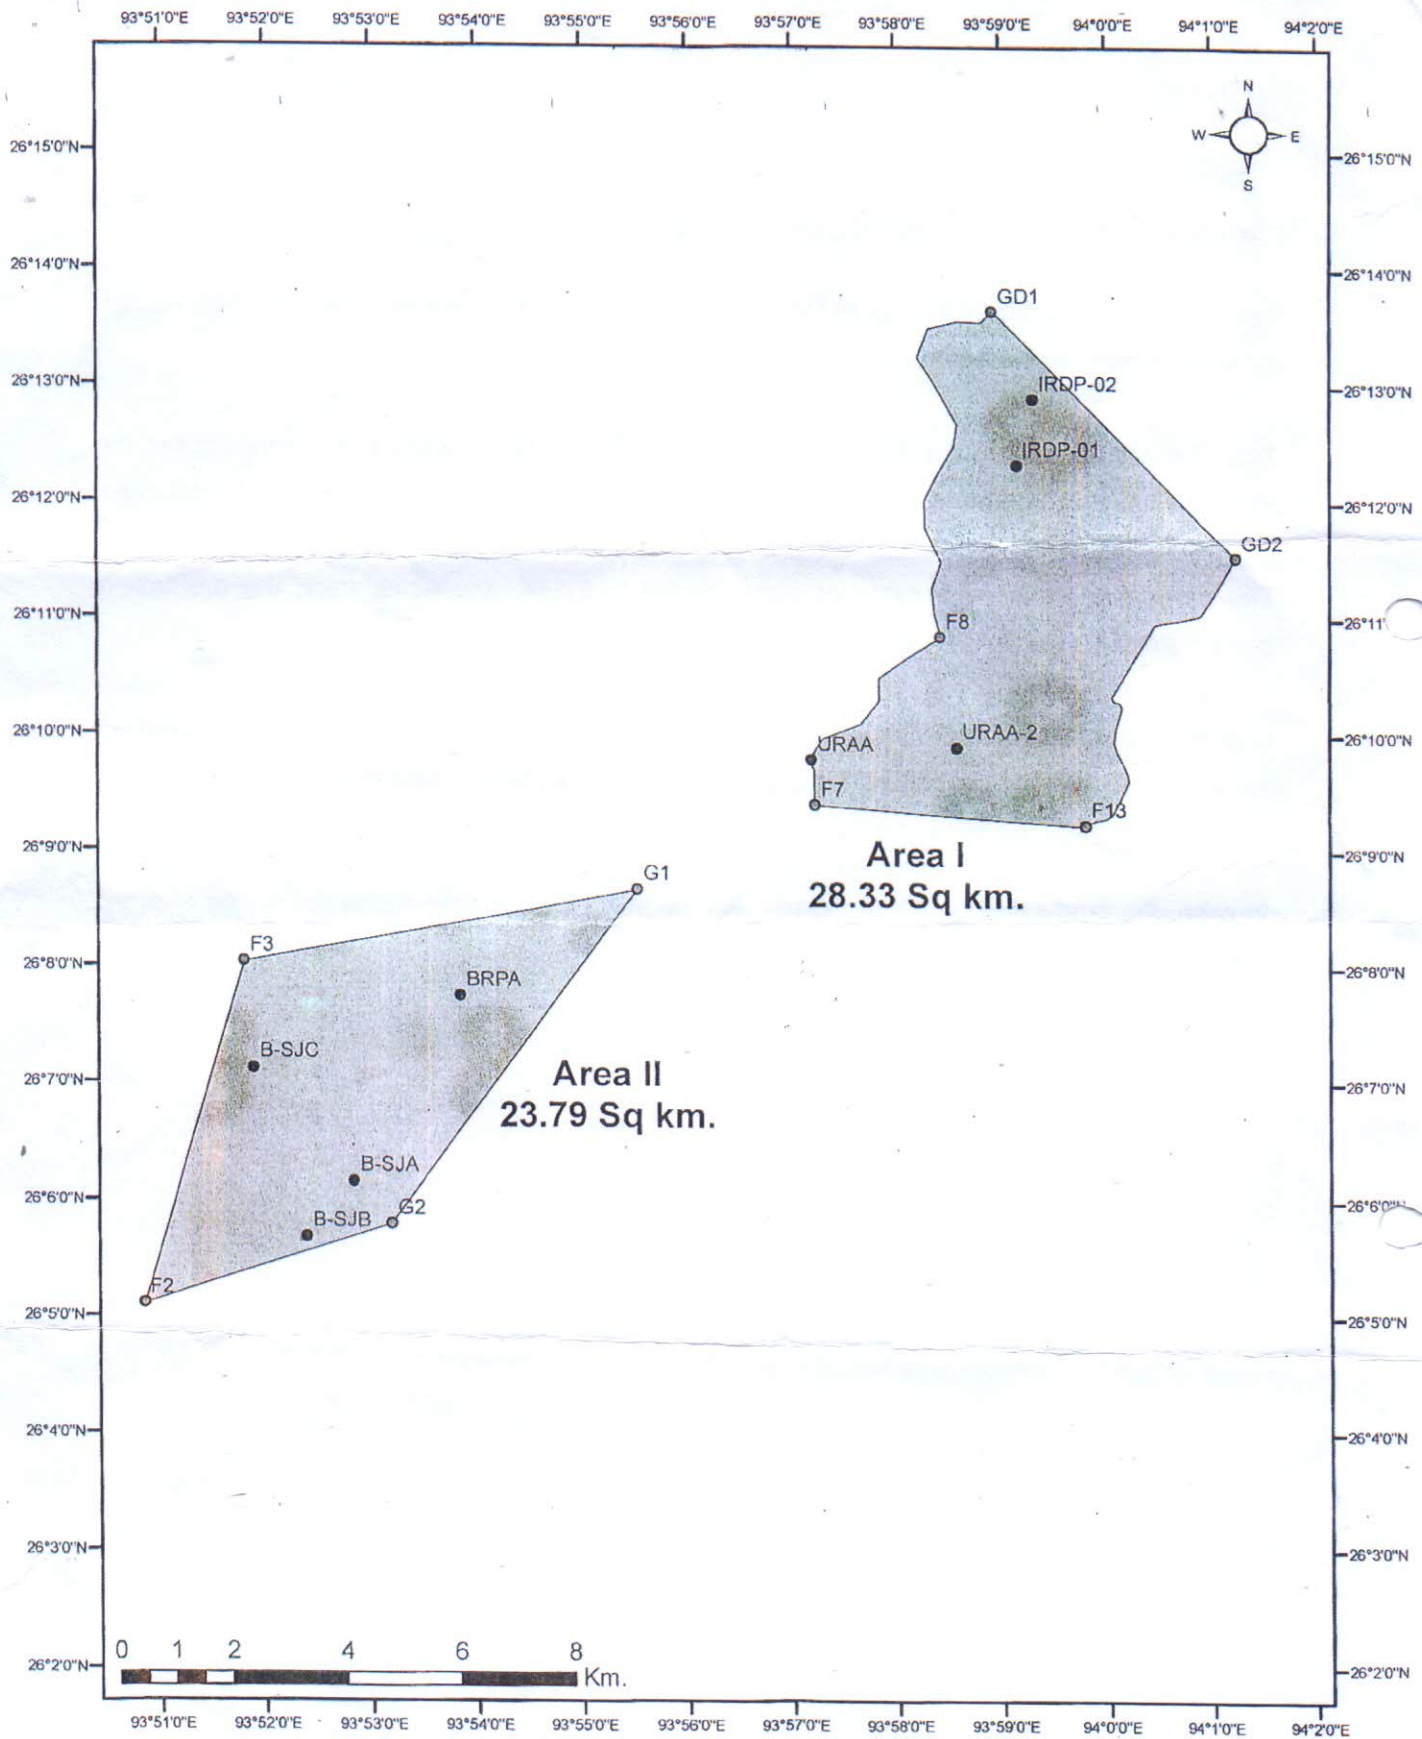 93°51'0"E 93°52'0"E 93°53'0"E 93°54'0"E 93°55'0"E 93°56'0"E 93°57'0"E 93°58'0"E 93°59'0"E 94°0'0"E 94°1'0"E 94°2'0"E
N
W E
S
26°15'0"N 26°15'0"N
26°14'0"N 26°14'0"N
GD1
26°13'0"N 26°13'0"N
IRDP-02
IRDP-01
26°12'0"N 26°12'0"N
GD2
26°11'0"N 26°11'
F8
26°10'0"N 26°10'0"N
URAA-2
URAA
F7
F13
26°9'0"N 26°9'0"N
Area I
28.33 Sq km.
G1
F3
26°8'0"N 26°8'0"N
BRPA
B-SJC
26°7'0"N 26°7'0"N
Area II
23.79 Sq km.
B-SJA
26°6'0"N 26°6'0"N
G2
B-SJB
F2
26°5'0"N 26°5'0"N
26°4'0"N 26°4'0"N
26°3'0"N 26°3'0"N
0 1 2 4 6 8
Km.
26°2'0"N 26°2'0"N
93°51'0"E 93°52'0"E 93°53'0"E 93°54'0"E 93°55'0"E 93°56'0"E 93°57'0"E 93°58'0"E 93°59'0"E 94°0'0"E 94°1'0"E 94°2'0"E